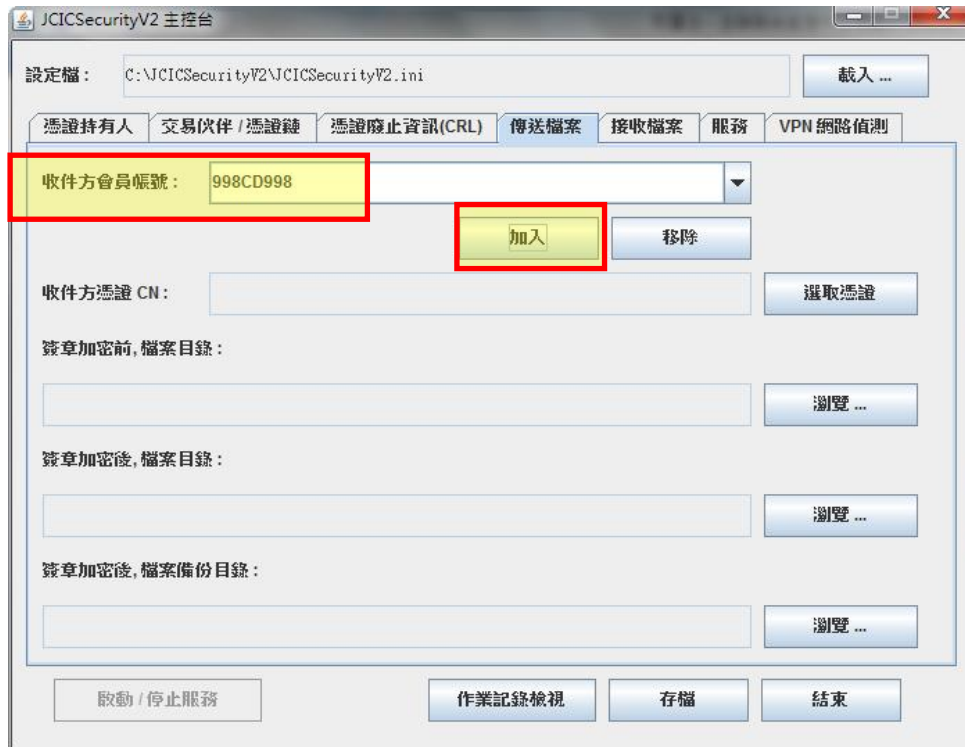 JCICSecurityV2 主控台
設定檔： C:\JCICSecurityV2\JCICSecurityV2.ini 載入 ...
憑證持有人 交易伙伴 / 憑證鏈 憑證廢止資訊(CRL) 傳送檔案 接收檔案 服務 VPN 網路偵測
收件方會員帳號： 998CD998
加入 移除
收件方憑證 CN： 選取憑證
簽章加密前, 檔案目錄：
瀏覽 ...
簽章加密後, 檔案目錄：
瀏覽 ...
簽章加密後, 檔案備份目錄：
瀏覽 ...
啟動 / 停止服務 作業記錄檢視 存檔 結束